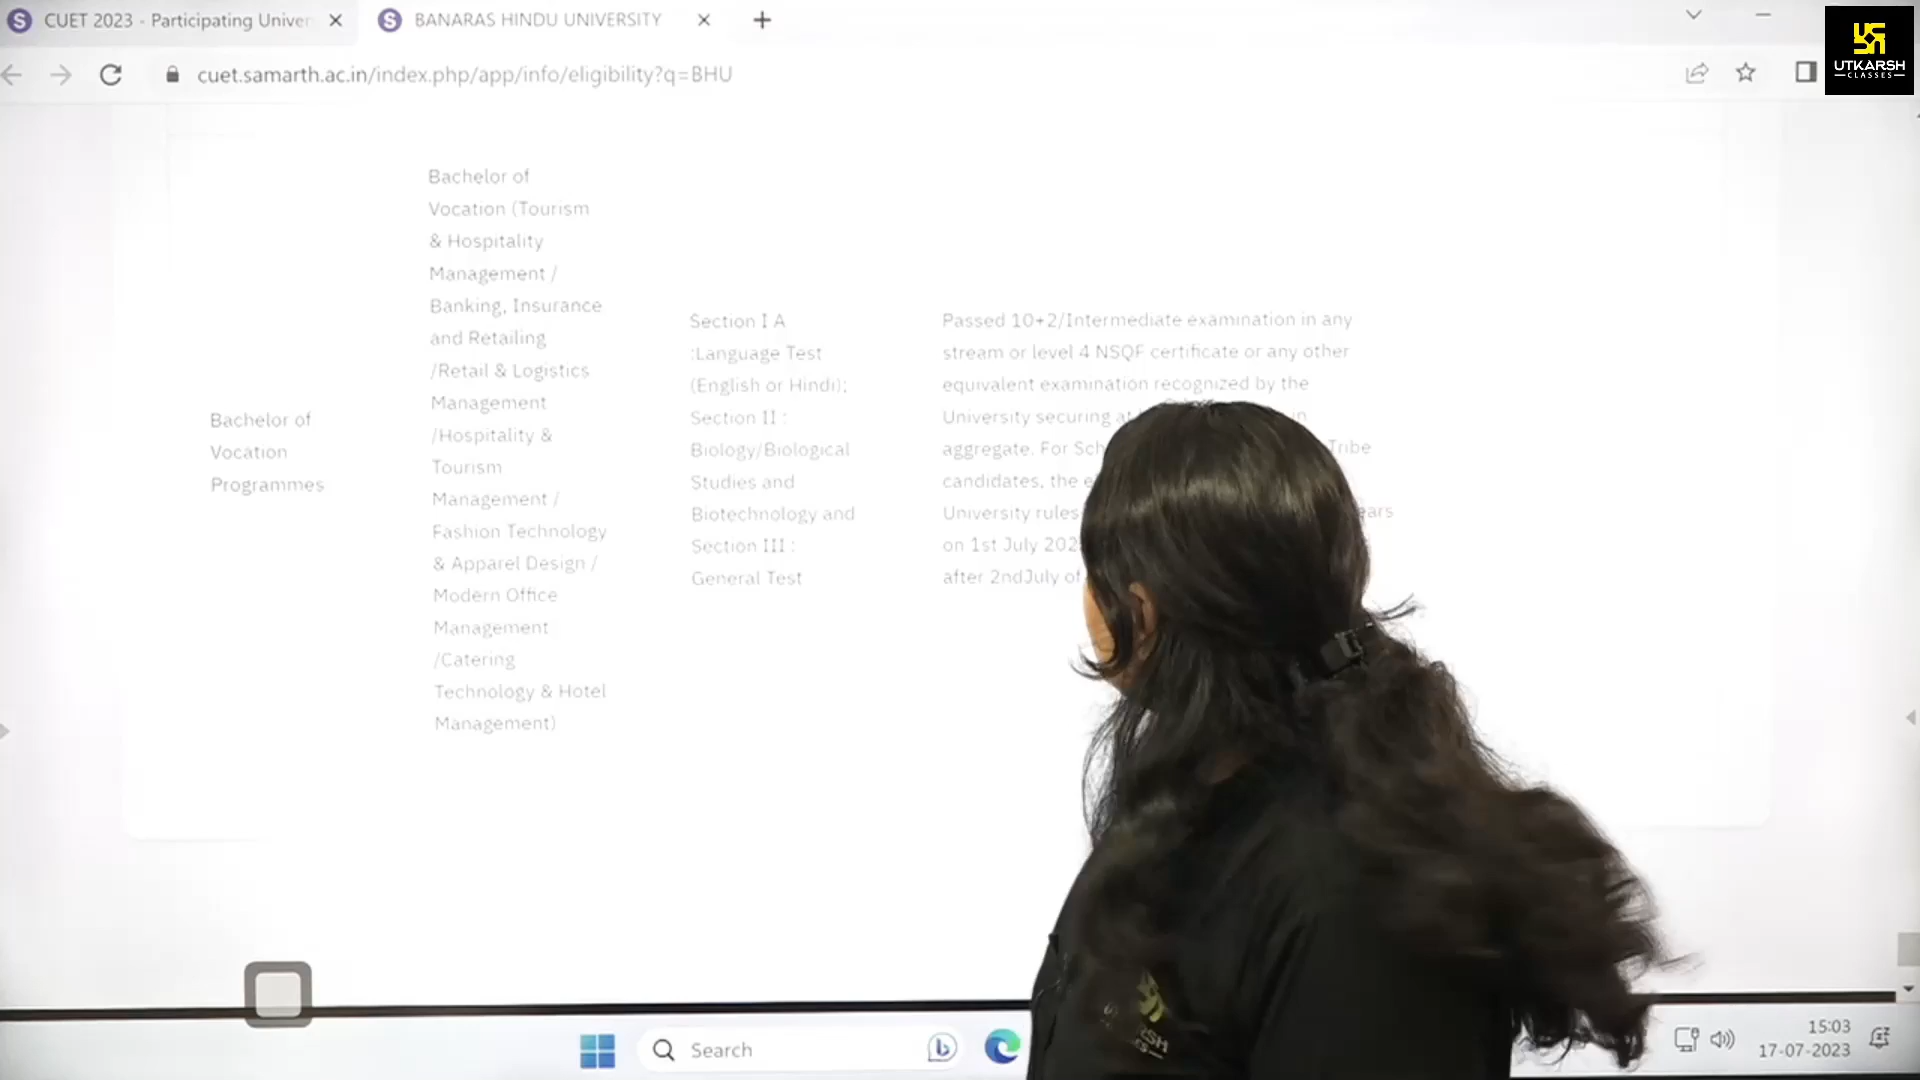 CUET 2023 - Participating Univer
BANARAS HINDU UNIVERSITY
cuet.samarth.ac.in/index.php/app/info/eligibility?q=BHU
UTKARSH
CLASSES
Bachelor of
Vocation
Programmes
Bachelor of
Vocation (Tourism
& Hospitality
Management /
Banking, Insurance
and Retailing
/Retail & Logistics
Management
/Hospitality &
Tourism
Management /
Fashion Technology
& Apparel Design /
Modern Office
Management
/Catering
Technology & Hotel
Management)
Section I A
:Language Test
(English or Hindi);
Section II :
Biology/Biological
Studies and
Biotechnology and
Section III :
General Test
Passed 10+2/Intermediate examination in any
stream or level 4 NSQF certificate or any other
equivalent examination recognized by the
University securing in
aggregate. For Tribe
candidates, the
University rules
on 1st July
after 2ndJuly of
Search
15:03
17-07-2023